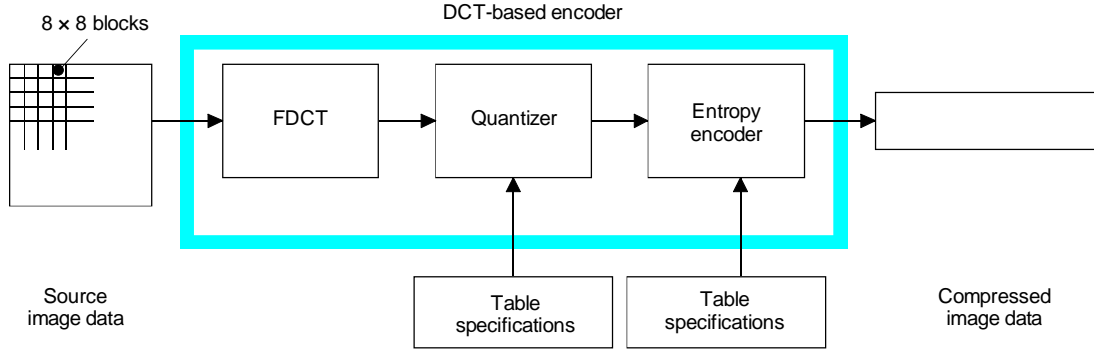 DCT-based encoder
8 × 8 blocks
FDCT
Quantizer
Entropy
encoder
Table
specifications
Table
specifications
Source
image data
Compressed
image data